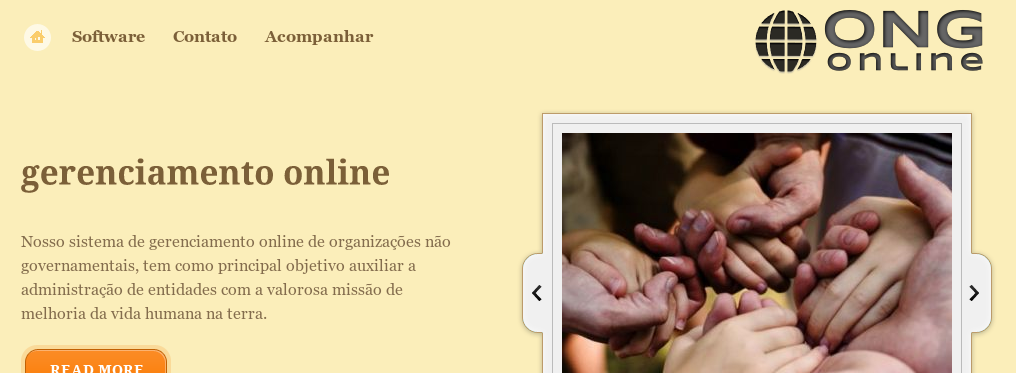 Software Contato Acompanhar
ONG
online
gerenciamento online
Nosso sistema de gerenciamento online de organizações não
governamentais, tem como principal objetivo auxiliar a
administração de entidades com a valorosa missão de
melhoria da vida humana na terra.
READ MORE